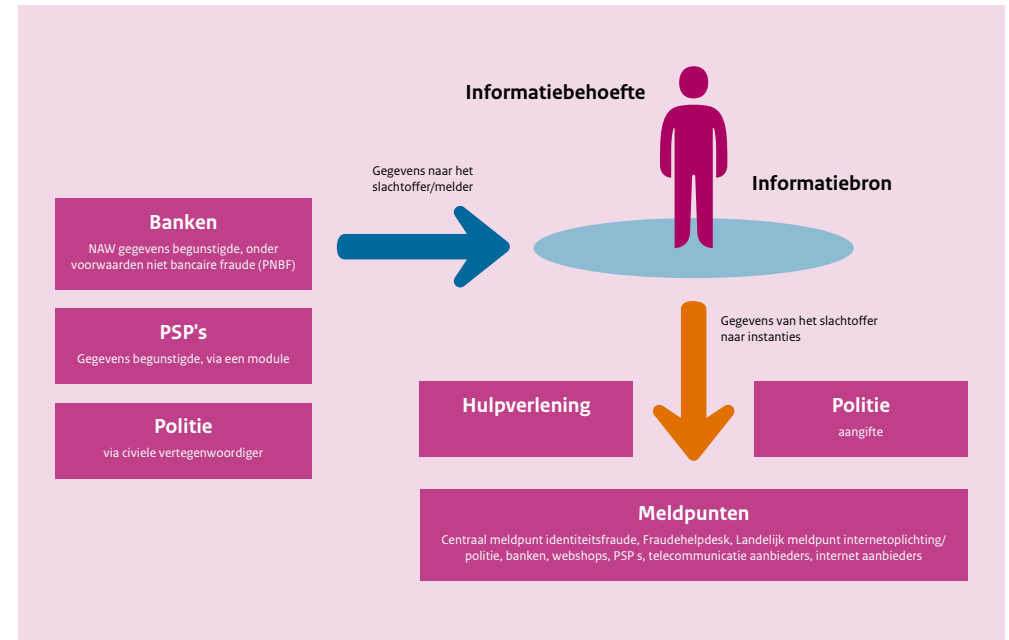 Informatiebehoefte
Informatiebron
Gegevens naar het
slachtoffer/melder
Banken
NAW gegevens begunstigde, onder
voorwaarden niet bancaire fraude (PNBF)
PSP's
Gegevens begunstigde, via een module
Politie
via civiele vertegenwoordiger
Gegevens van het slachtoffer
naar instanties
Hulpverlening
Politie
aangifte
Meldpunten
Centraal meldpunt identiteitsfraude, Fraudehelpdesk, Landelijk meldpunt internetoplichting/
politie, banken, webshops, PSP s, telecommunicatie aanbieders, internet aanbieders